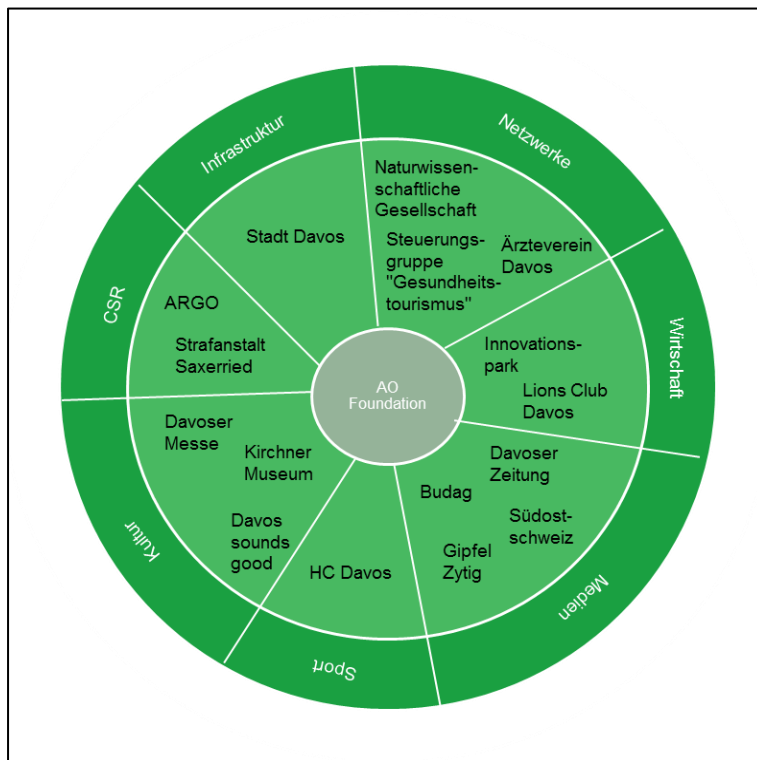 Netzwerke
Naturwissen-
schaftliche
Gesellschaft
Steuerungs-
gruppe
"Gesundheits-
tourismus"
Ärzteverein
Davos
Wirtschaft
Innovations-
park
Lions Club
Davos
Medien
Davoser
Zeitung
Budag
Südost-
schweiz
Gipfel
Zytig
Sport
HC Davos
Kultur
Davoser
Messe
Kirchner
Museum
Davos
sounds
good
CSR
ARGO
Strafanstalt
Saxerried
Infrastruktur
Stadt Davos
AO
Foundation